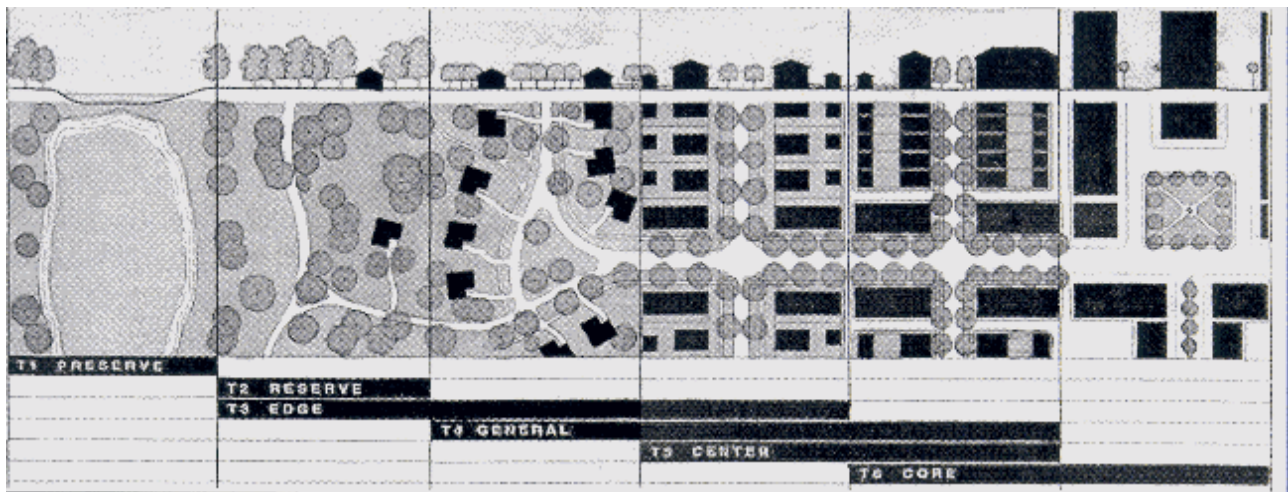 T1 PRESERVE
T2 RESERVE
T3 EDGE
T4 GENERAL
T5 CENTER
T6 CORE